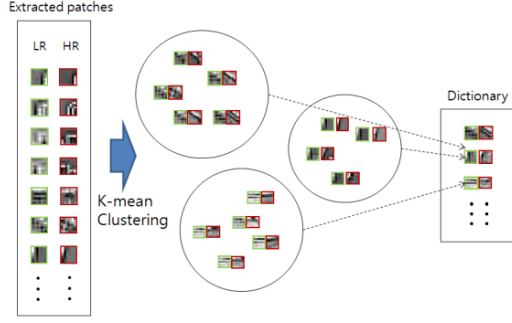 Extracted patches
LR HR
K-mean
Clustering
Dictionary